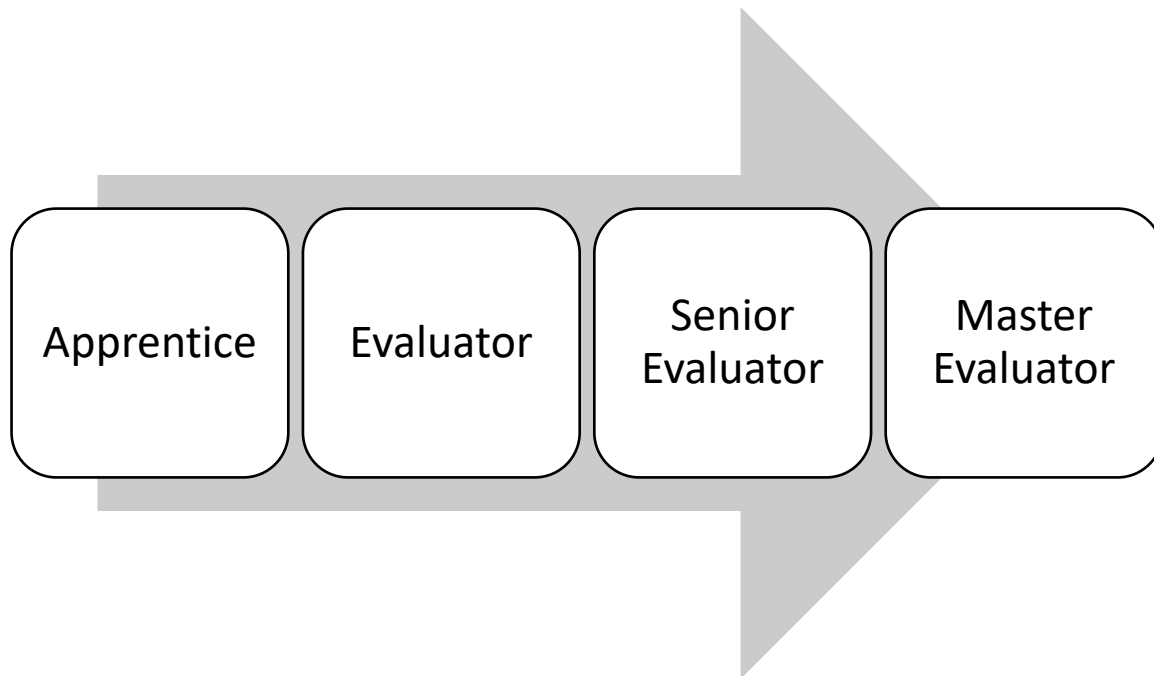 Apprentice
Evaluator
Senior
Evaluator
Master
Evaluator